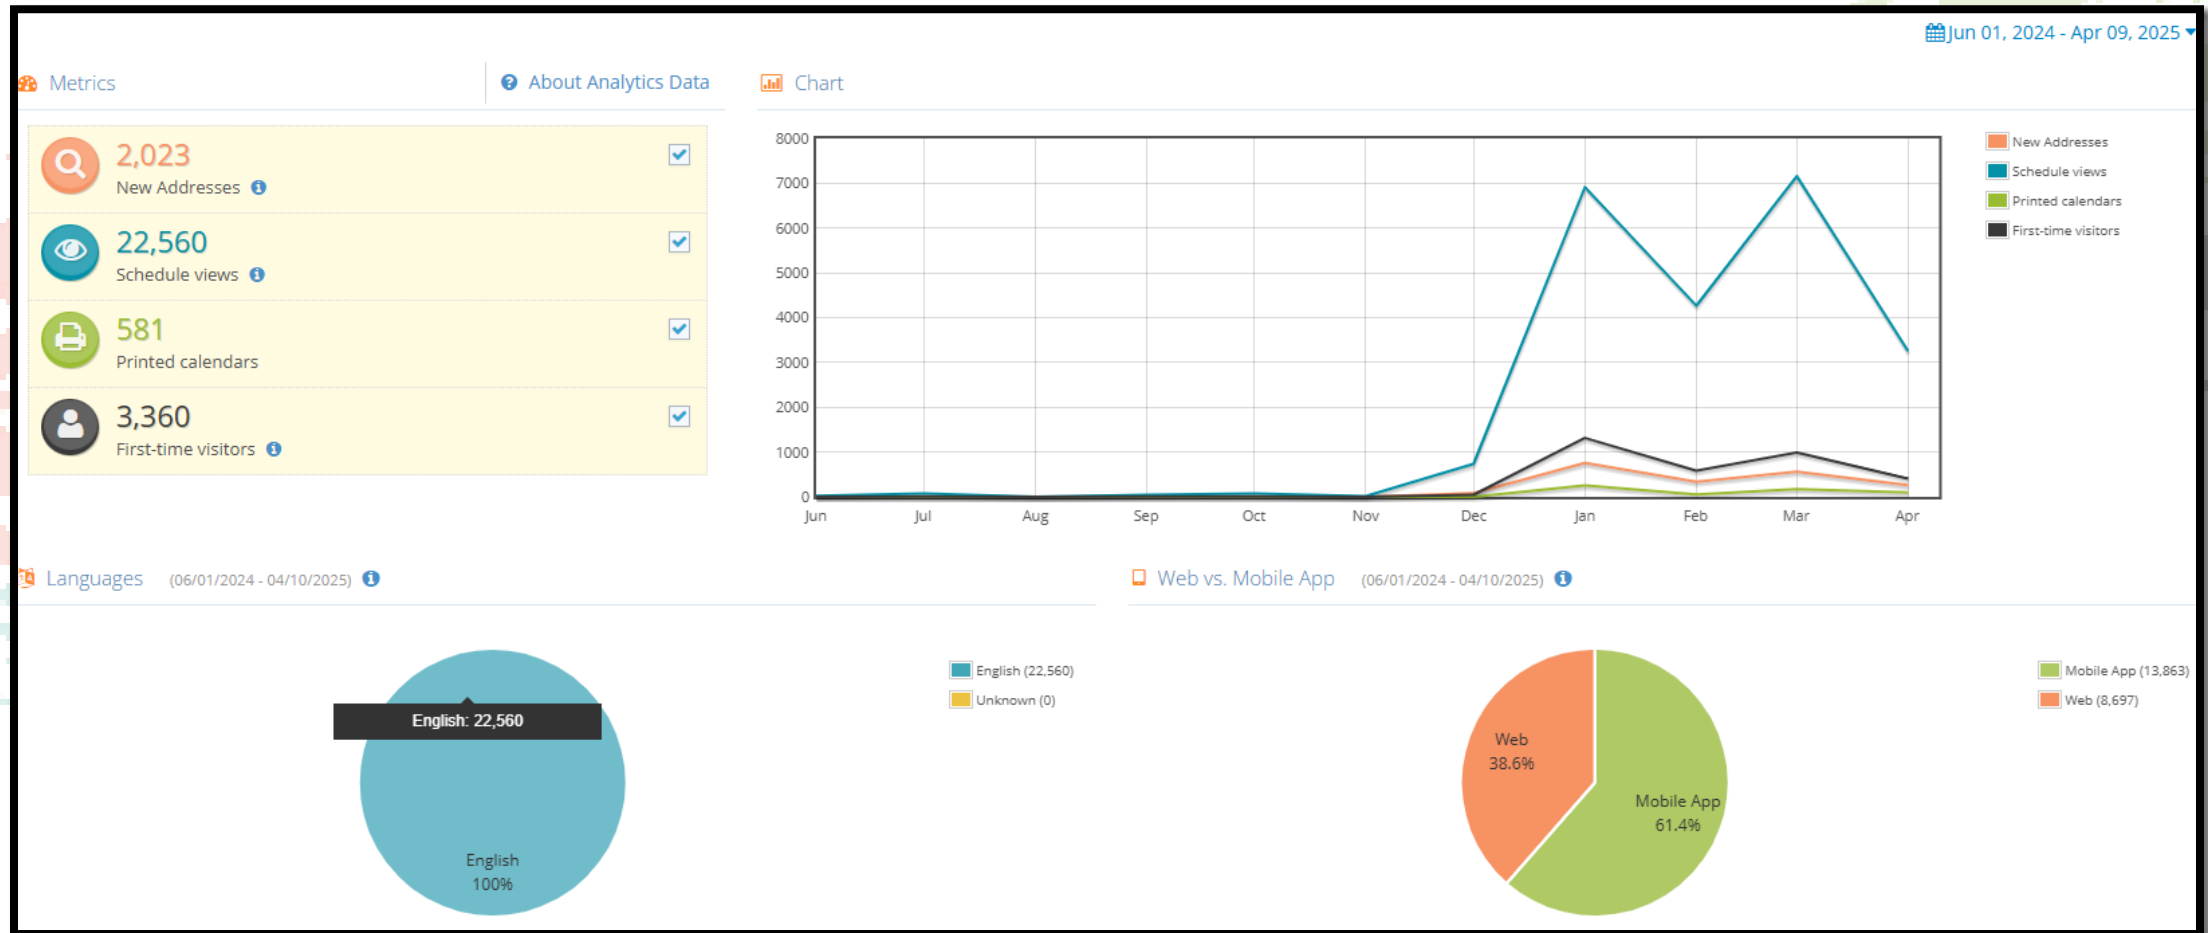 Jun 01, 2024 - Apr 09, 2025
Metrics
About Analytics Data
2,023
New Addresses
22,560
Schedule views
581
Printed calendars
3,360
First-time visitors
Chart
8000
7000
6000
5000
4000
3000
2000
1000
0
Jun Jul Aug Sep Oct Nov Dec Jan Feb Mar Apr
New Addresses
Schedule views
Printed calendars
First-time visitors
Languages (06/01/2024 - 04/10/2025)
English: 22,560
English
100%
English (22,560)
Unknown (0)
Web vs. Mobile App (06/01/2024 - 04/10/2025)
Web
38.6%
Mobile App
61.4%
Mobile App (13,863)
Web (8,697)